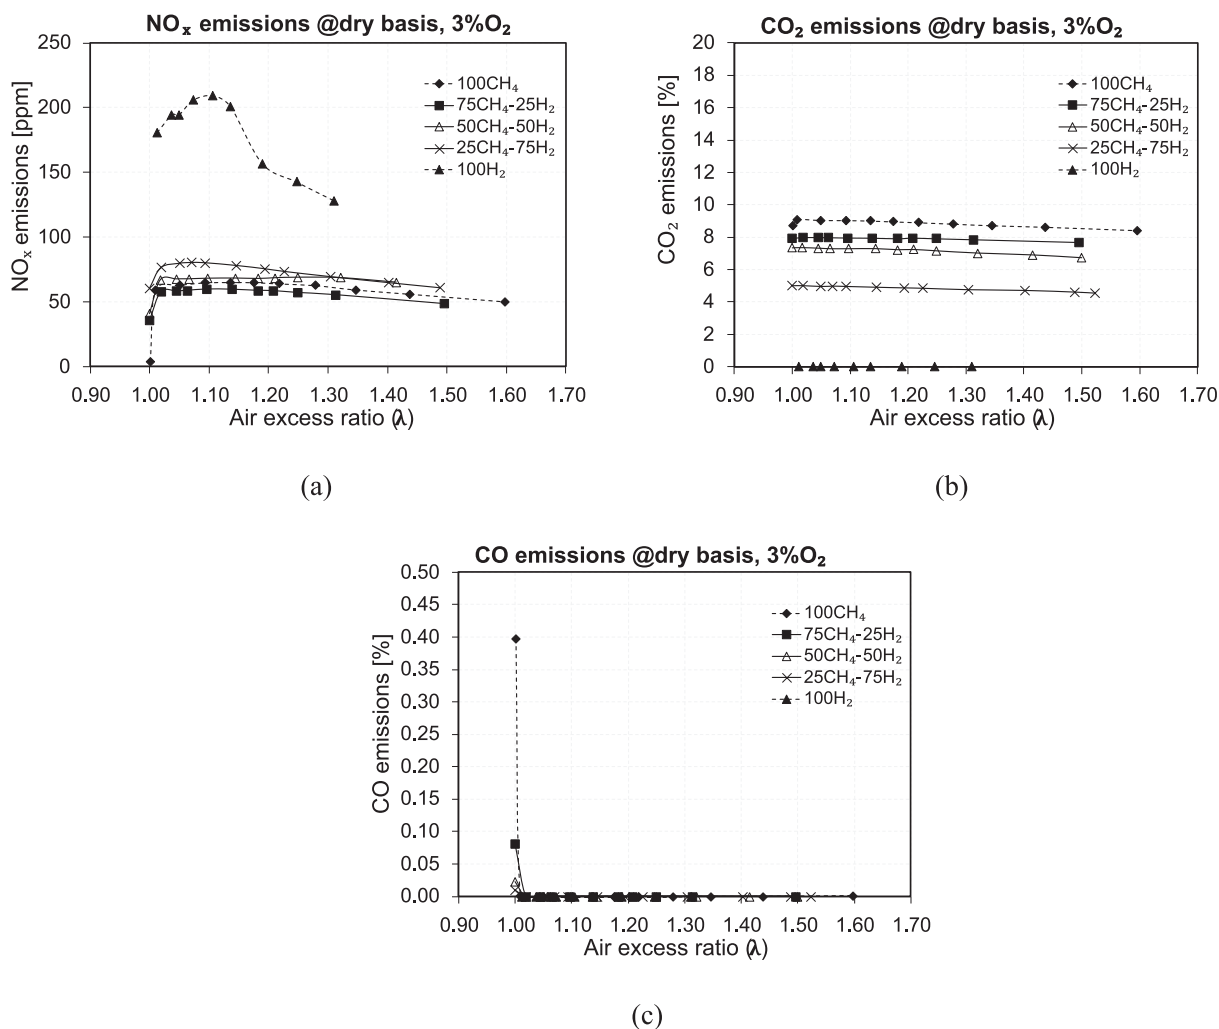 NOₓ emissions @dry basis, 3%O₂
250
200
150
100
50
0
NOₓ emissions [ppm]
100CH₄
75CH₄-25H₂
50CH₄-50H₂
25CH₄-75H₂
100H₂
0.90 1.00 1.10 1.20 1.30 1.40 1.50 1.60 1.70
Air excess ratio (λ)
(a)
CO₂ emissions @dry basis, 3%O₂
20
18
16
14
12
10
8
6
4
2
0
CO₂ emissions [%]
100CH₄
75CH₄-25H₂
50CH₄-50H₂
25CH₄-75H₂
100H₂
0.90 1.00 1.10 1.20 1.30 1.40 1.50 1.60 1.70
Air excess ratio (λ)
(b)
CO emissions @dry basis, 3%O₂
0.50
0.45
0.40
0.35
0.30
0.25
0.20
0.15
0.10
0.05
0.00
CO emissions [%]
100CH₄
75CH₄-25H₂
50CH₄-50H₂
25CH₄-75H₂
100H₂
0.90 1.00 1.10 1.20 1.30 1.40 1.50 1.60 1.70
Air excess ratio (λ)
(c)